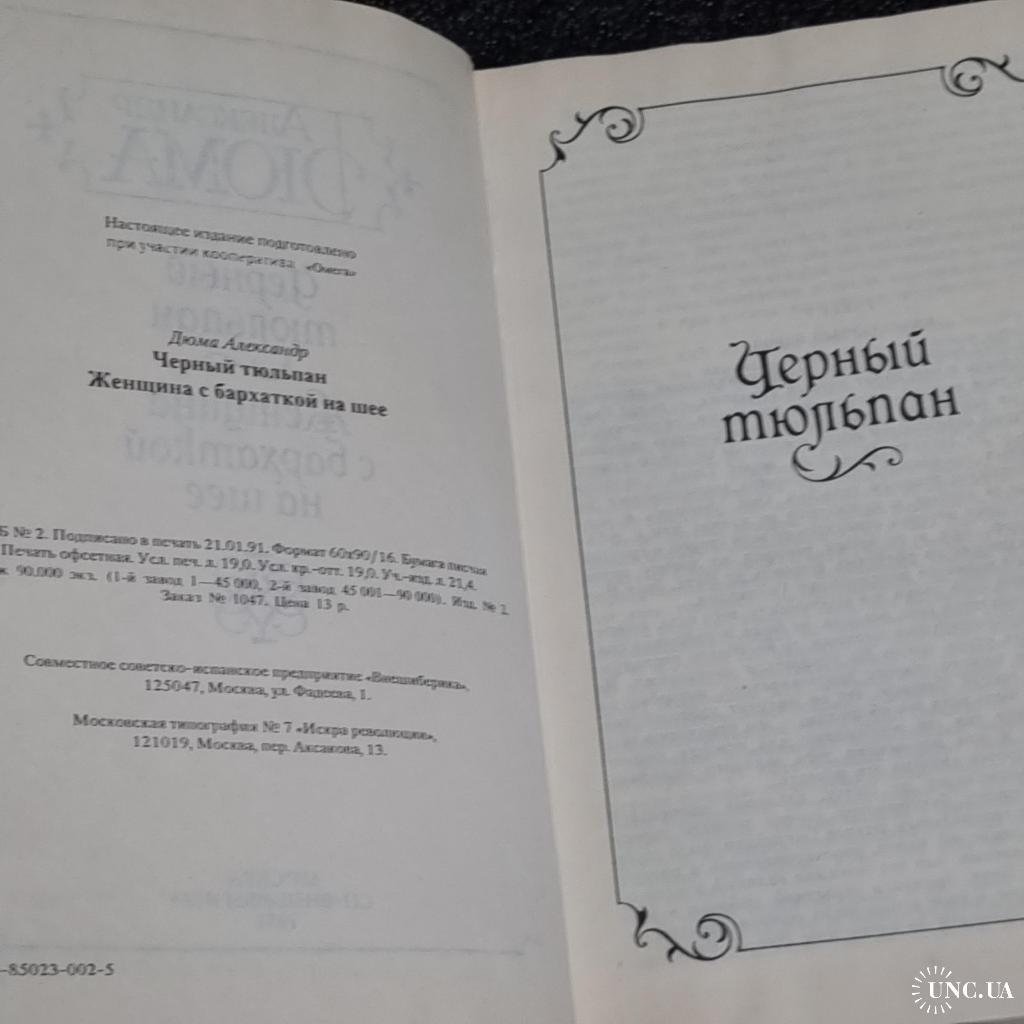 Настоящее издание подготовлено
при участии кооператива «Омега»
Дюма Александр
Черный тюльпан
Женщина с бархаткой на шее
Б № 2. Подписано в печать 21.01.91. Формат 60х90/16. Бумага
Печать офсетная. Усл. печ. л. 19,0. Усл. кр.-отт. 19,0. Уч.-изд. л. 21,4.
ж 90.000 экз. (1-й завод 1—45 000, 2-й завод 45 001—90 000). Изд. № 2
Заказ № 1047. Цена 13 р.
Совместное советско-испанское предприятие «Внешиберика»,
125047, Москва, ул. Фадеева, 1.
Московская типография № 7 «Искра революции»,
121019, Москва, пер. Аксакова, 13.
-85023-002-5
Черный
тюльпан
UNC.UA